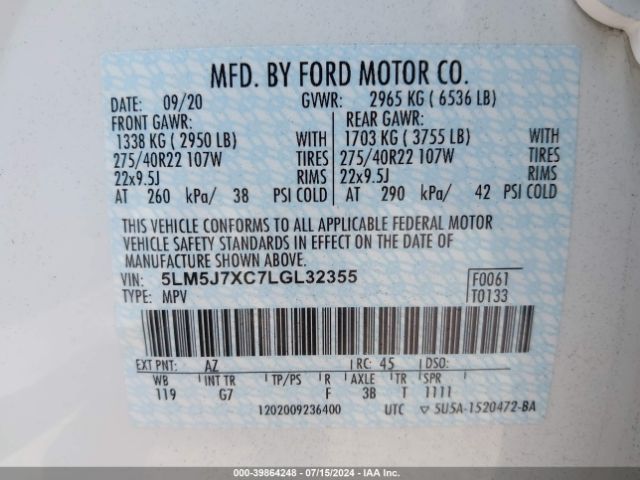 MFD. BY FORD MOTOR CO.
DATE: 09/20 GVWR: 2965 KG ( 6536 LB)
FRONT GAWR: REAR GAWR:
1338 KG ( 2950 LB) WITH 1703 KG ( 3755 LB) WITH
275/40R22 107W TIRES 275/40R22 107W TIRES
22x9.5J RIMS 22x9.5J RIMS
AT 260 kPa/ 38 PSI COLD AT 290 kPa/ 42 PSI COLD
THIS VEHICLE CONFORMS TO ALL APPLICABLE FEDERAL MOTOR
VEHICLE SAFETY STANDARDS IN EFFECT ON THE DATE OF
MANUFACTURE SHOWN ABOVE.
VIN: 5LM5J7XC7LGL32355 F0061
TYPE: MPV T0133
EXT PNT: AZ RC: 45 DSO:
WB INT TR TP/PS R AXLE TR SPR
119 G7 F 3B T 1111
1202009236400 UTC ▽ 5U5A-1520472-BA
000-39864248 - 07/15/2024 - IAAI.com